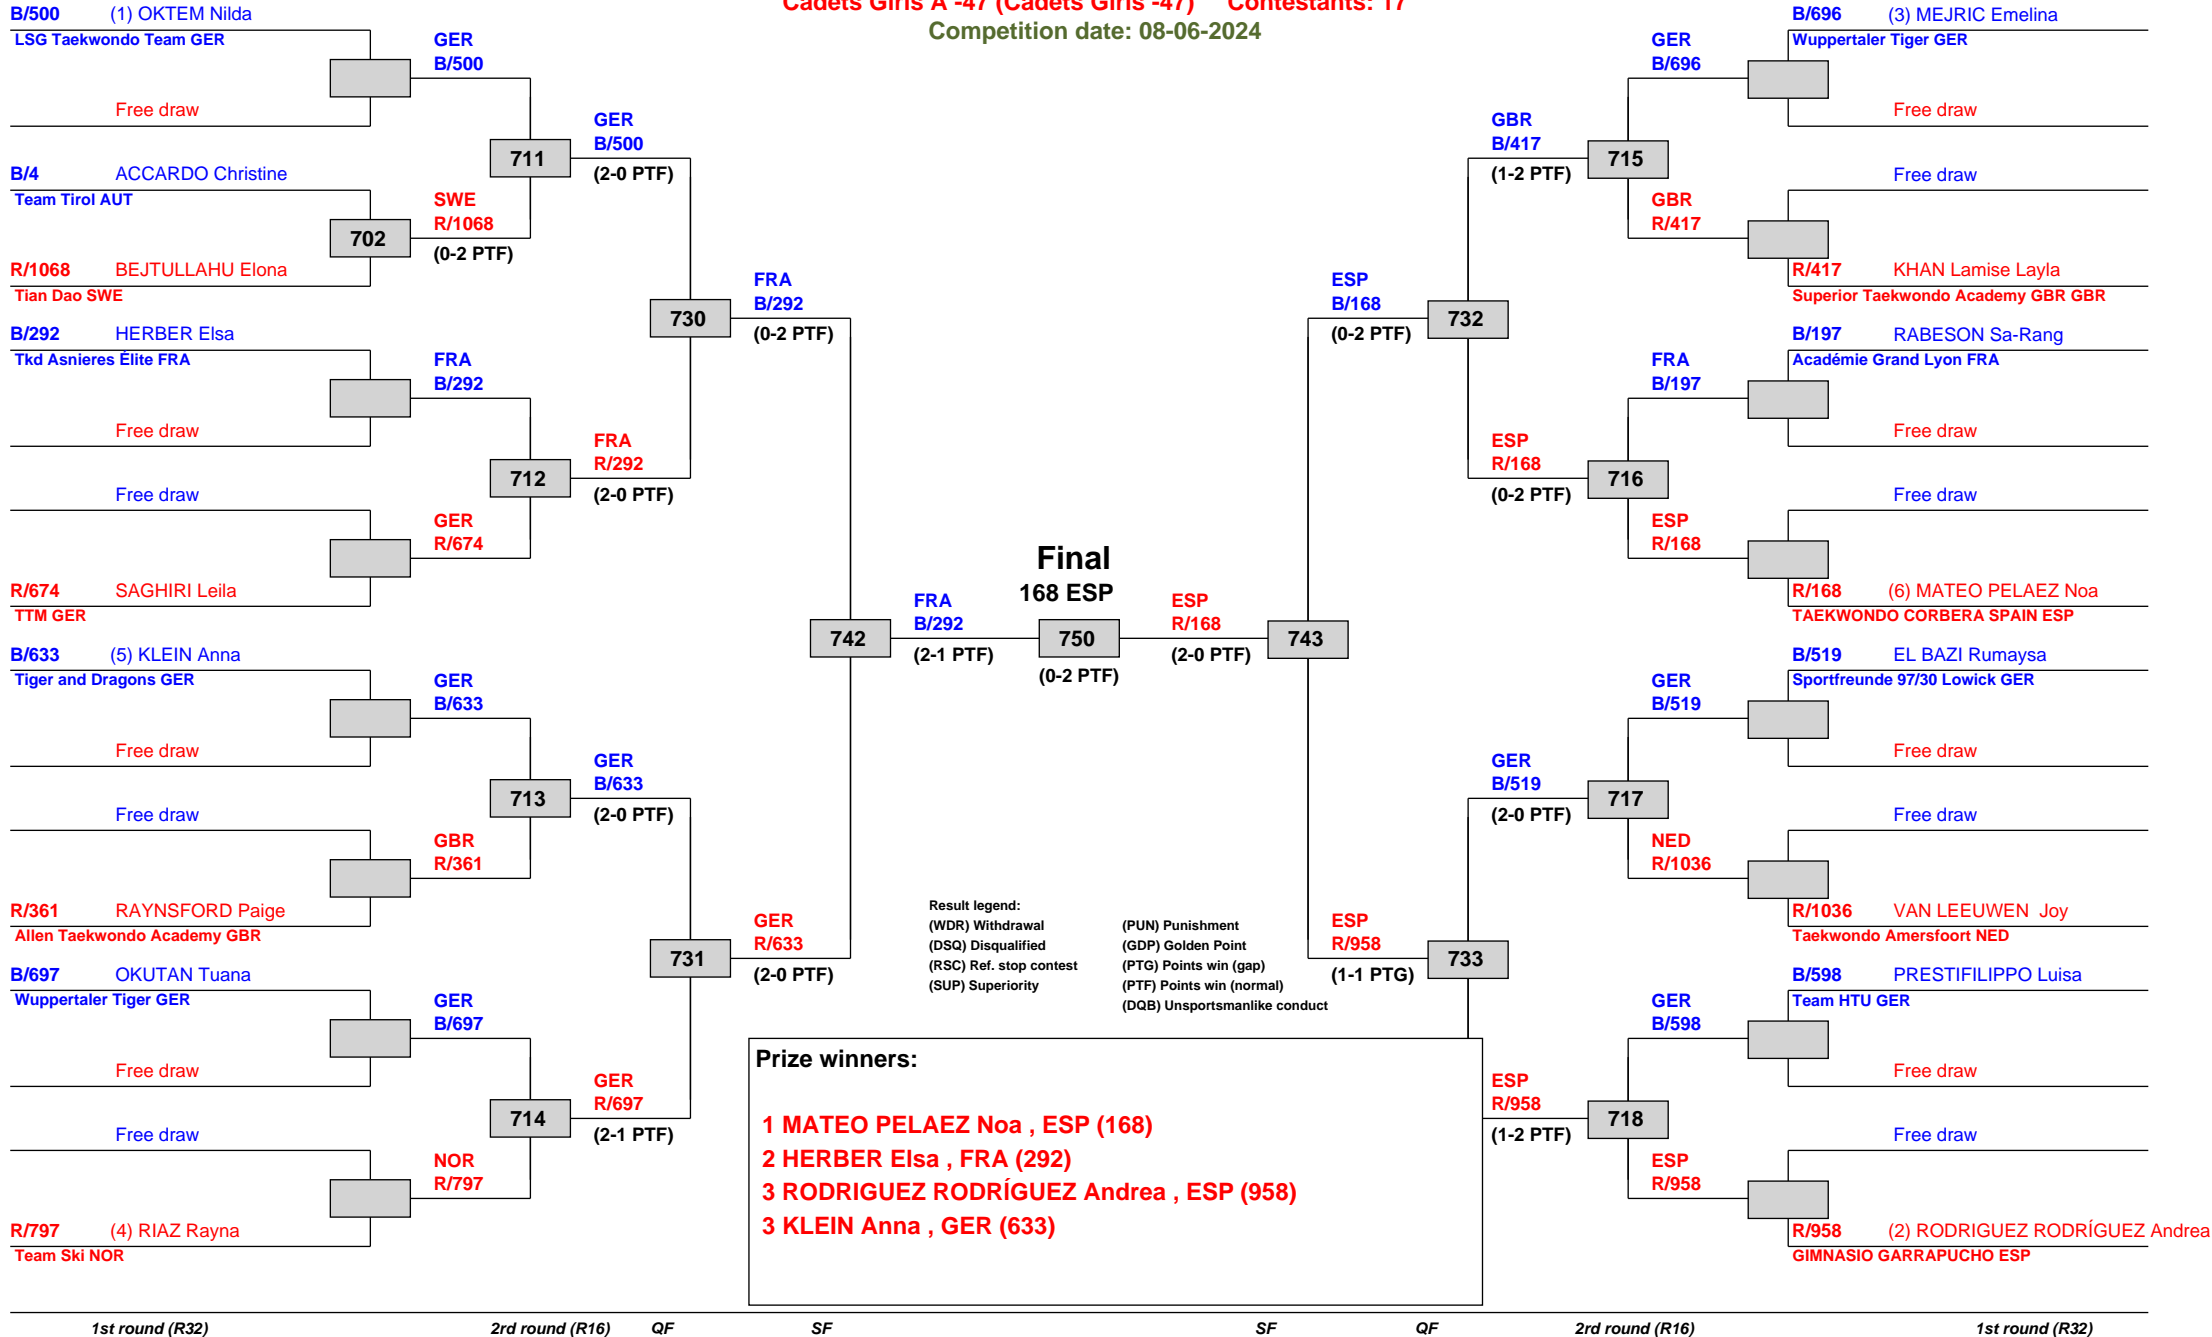 Cadets Girls A -47 (Cadets Girls -47) Contestants: 17
Competition date: 08-06-2024
B/500 (1) OKTEM Nilda
LSG Taekwondo Team GER
Free draw
B/4 ACCARDO Christine
Team Tirol AUT
R/1068 BEJTULLAHU Elona
Tian Dao SWE
B/292 HERBER Elsa
Tkd Asnieres Élite FRA
Free draw
Free draw
R/674 SAGHIRI Leila
TTM GER
B/633 (5) KLEIN Anna
Tiger and Dragons GER
Free draw
Free draw
R/361 RAYNSFORD Paige
Allen Taekwondo Academy GBR
B/697 OKUTAN Tuana
Wuppertaler Tiger GER
Free draw
Free draw
R/797 (4) RIAZ Rayna
Team Ski NOR
702
GER
B/500
SWE
R/1068
(0-2 PTF)
FRA
B/292
GER
R/674
GER
B/633
GBR
R/361
GER
B/697
NOR
R/797
711
712
713
714
GER
B/500
(2-0 PTF)
FRA
R/292
(2-0 PTF)
GER
B/633
(2-0 PTF)
GER
R/697
(2-1 PTF)
730
731
FRA
B/292
(0-2 PTF)
GER
R/633
(2-0 PTF)
742
FRA
B/292
(2-1 PTF)
Final
168 ESP
750
(0-2 PTF)
ESP
R/168
(2-0 PTF)
743
ESP
B/168
(0-2 PTF)
ESP
R/958
(1-1 PTG)
732
733
GBR
B/417
(1-2 PTF)
ESP
R/168
(0-2 PTF)
GER
B/519
(2-0 PTF)
ESP
R/958
(1-2 PTF)
715
716
717
718
GER
B/696
GBR
R/417
FRA
B/197
ESP
R/168
GER
B/519
NED
R/1036
GER
B/598
ESP
R/958
B/696 (3) MEJRIC Emelina
Wuppertaler Tiger GER
Free draw
Free draw
R/417 KHAN Lamise Layla
Superior Taekwondo Academy GBR GBR
B/197 RABESON Sa-Rang
Académie Grand Lyon FRA
Free draw
Free draw
R/168 (6) MATEO PELAEZ Noa
TAEKWONDO CORBERA SPAIN ESP
B/519 EL BAZI Rumaysa
Sportfreunde 97/30 Lowick GER
Free draw
Free draw
R/1036 VAN LEEUWEN Joy
Taekwondo Amersfoort NED
B/598 PRESTIFILIPPO Luisa
Team HTU GER
Free draw
Free draw
R/958 (2) RODRIGUEZ RODRÍGUEZ Andrea
GIMNASIO GARRAPUCHO ESP
Result legend:
(WDR) Withdrawal
(DSQ) Disqualified
(RSC) Ref. stop contest
(SUP) Superiority
(PUN) Punishment
(GDP) Golden Point
(PTG) Points win (gap)
(PTF) Points win (normal)
(DQB) Unsportsmanlike conduct
Prize winners:
1 MATEO PELAEZ Noa , ESP (168)
2 HERBER Elsa , FRA (292)
3 RODRIGUEZ RODRÍGUEZ Andrea , ESP (958)
3 KLEIN Anna , GER (633)
1st round (R32) 2rd round (R16) QF SF SF QF 2rd round (R16) 1st round (R32)